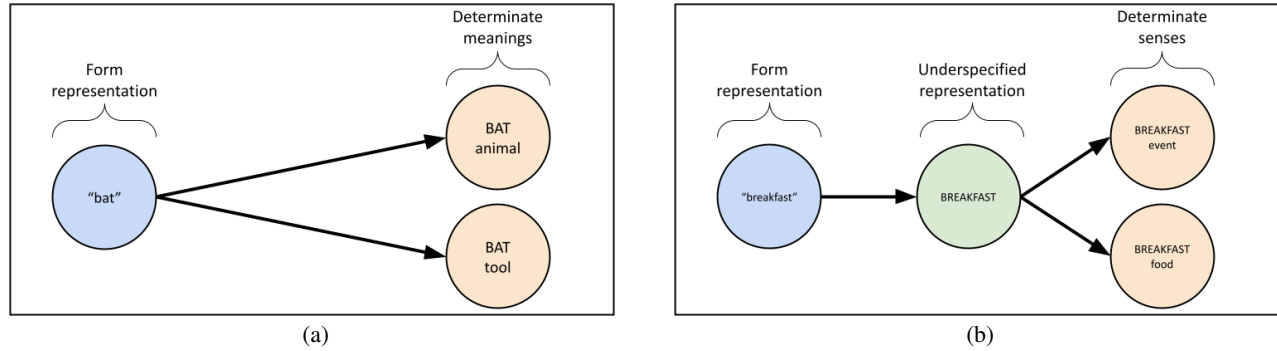 Form
representation
Determinate
meanings
“bat”
BAT
animal
BAT
tool
(a)
Form
representation
Underspecified
representation
Determinate
senses
“breakfast”
BREAKFAST
BREAKFAST
event
BREAKFAST
food
(b)